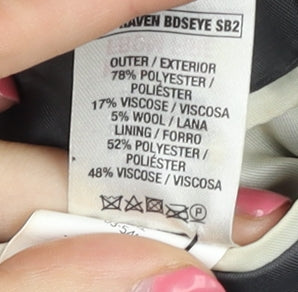 HAVEN BDSEYE SB2
OUTER / EXTERIOR
78% POLYESTER /
POLIÉSTER
17% VISCOSE / VISCOSA
5% WOOL / LANA
LINING / FORRO
52% POLYESTER /
POLIÉSTER
48% VISCOSE / VISCOSA
P